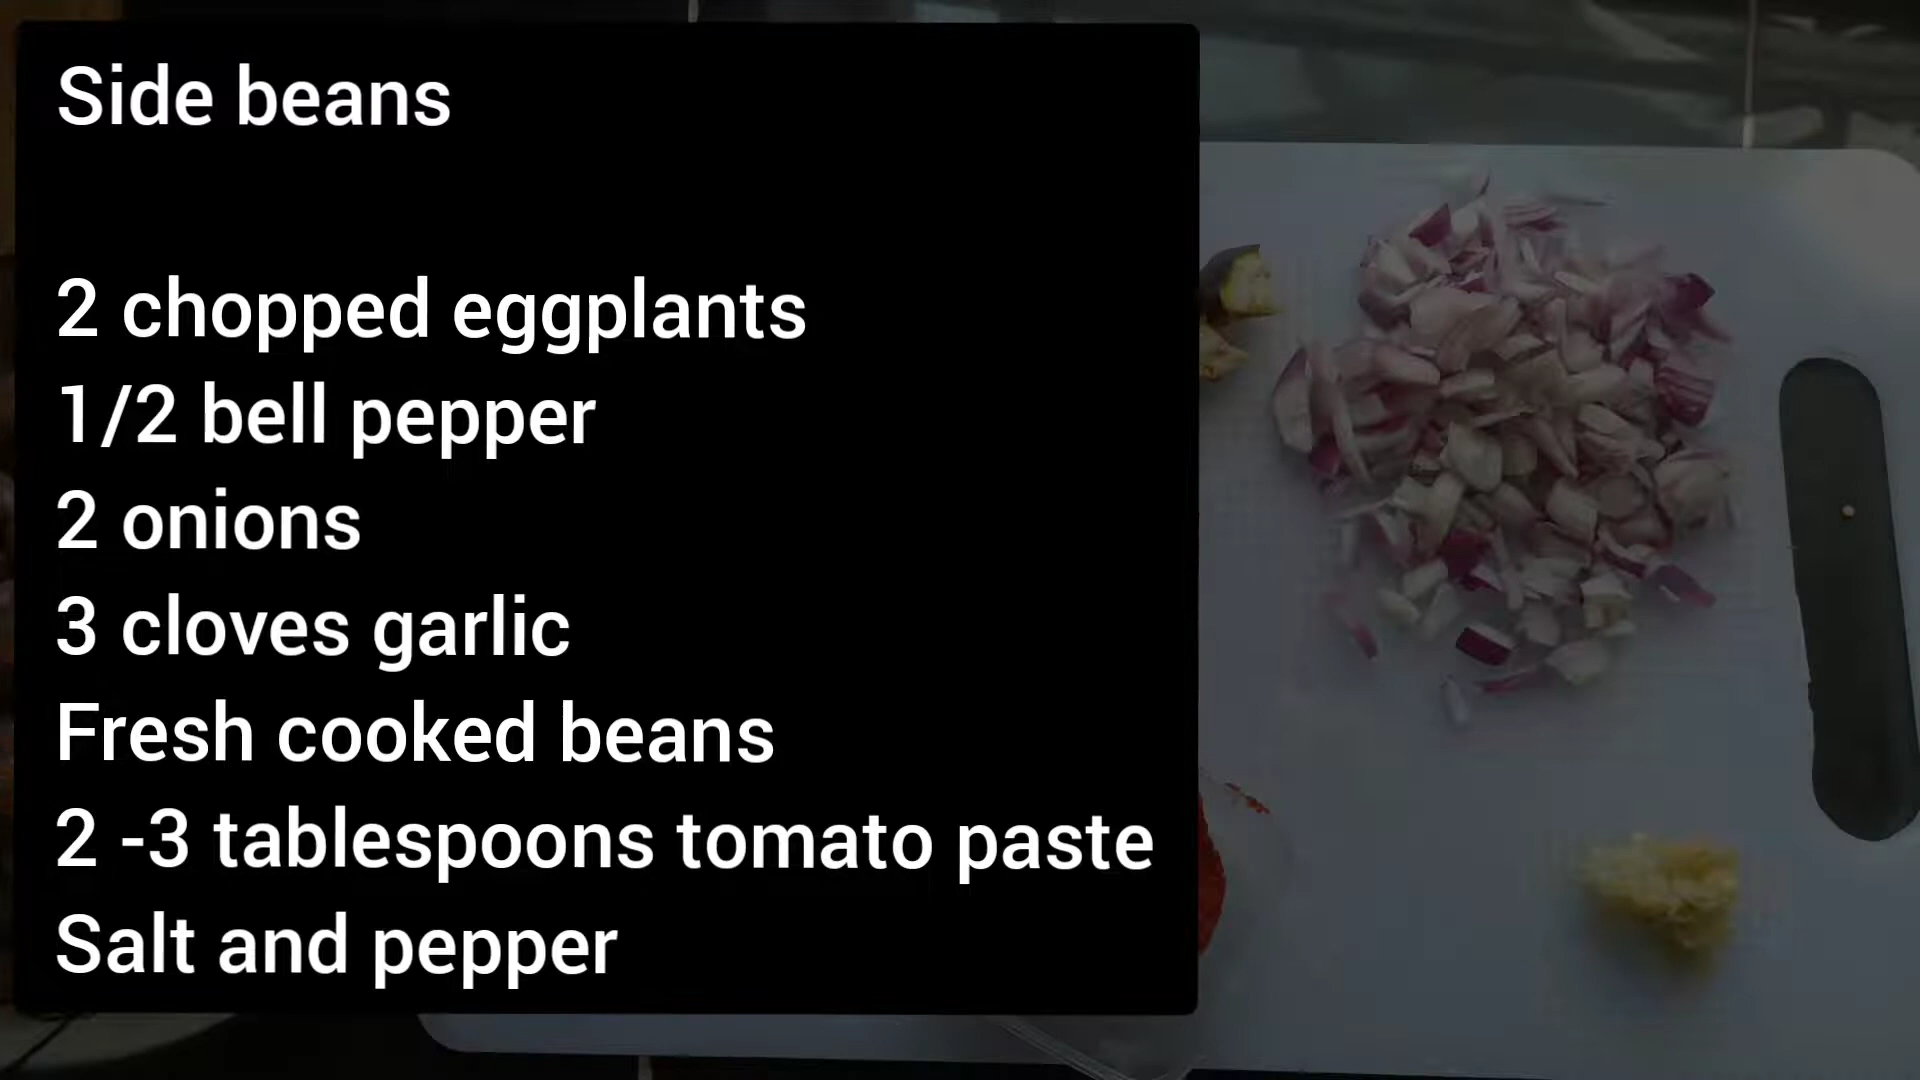 Side beans
2 chopped eggplants
1/2 bell pepper
2 onions
3 cloves garlic
Fresh cooked beans
2 -3 tablespoons tomato paste
Salt and pepper